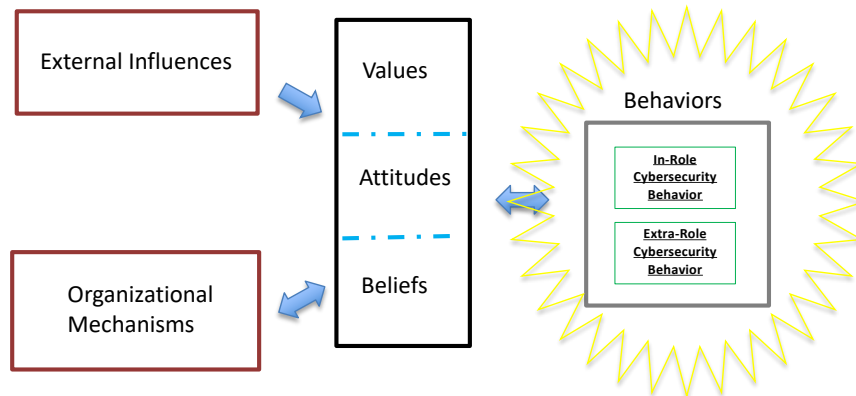 External Influences
Values
Behaviors
In-Role
Cybersecurity
Behavior
Attitudes
Extra-Role
Cybersecurity
Behavior
Organizational
Mechanisms
Beliefs